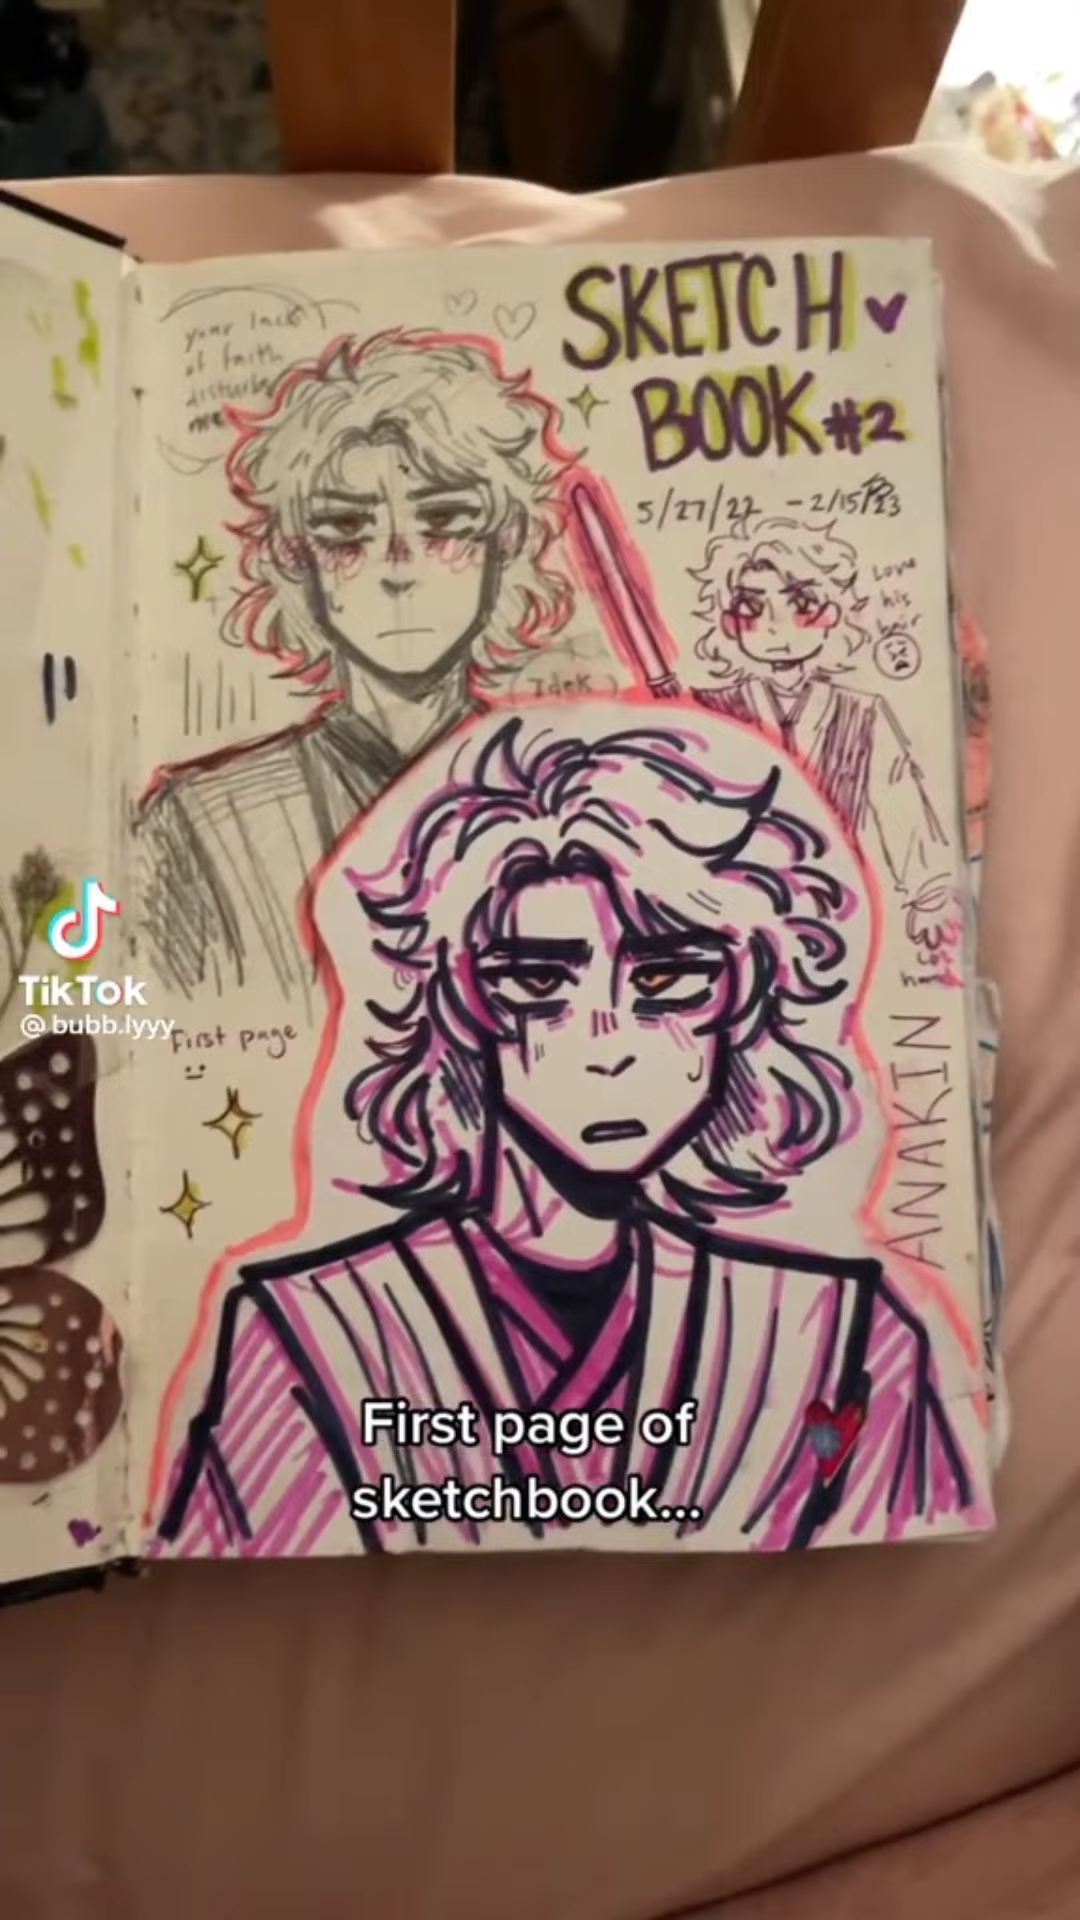 your lack
of faith
disturbs
me
SKETCH
BOOK #2
5/27/22 - 2/15/23
Love
his
hair
(Idek)
TikTok
@bubb.lyyy
First page
ANAKIN
First page of
sketchbook...